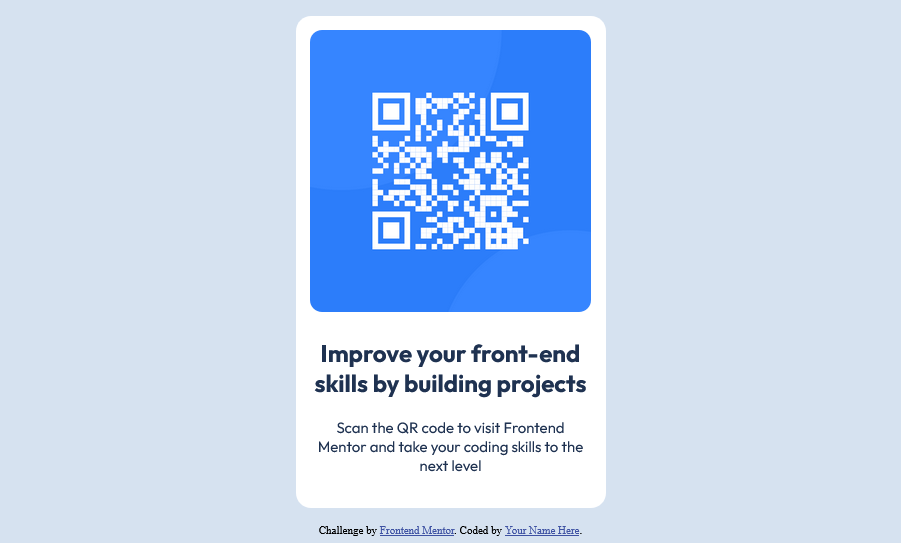 Improve your front-end
skills by building projects
Scan the QR code to visit Frontend
Mentor and take your coding skills to the
next level
Challenge by Frontend Mentor. Coded by Your Name Here.